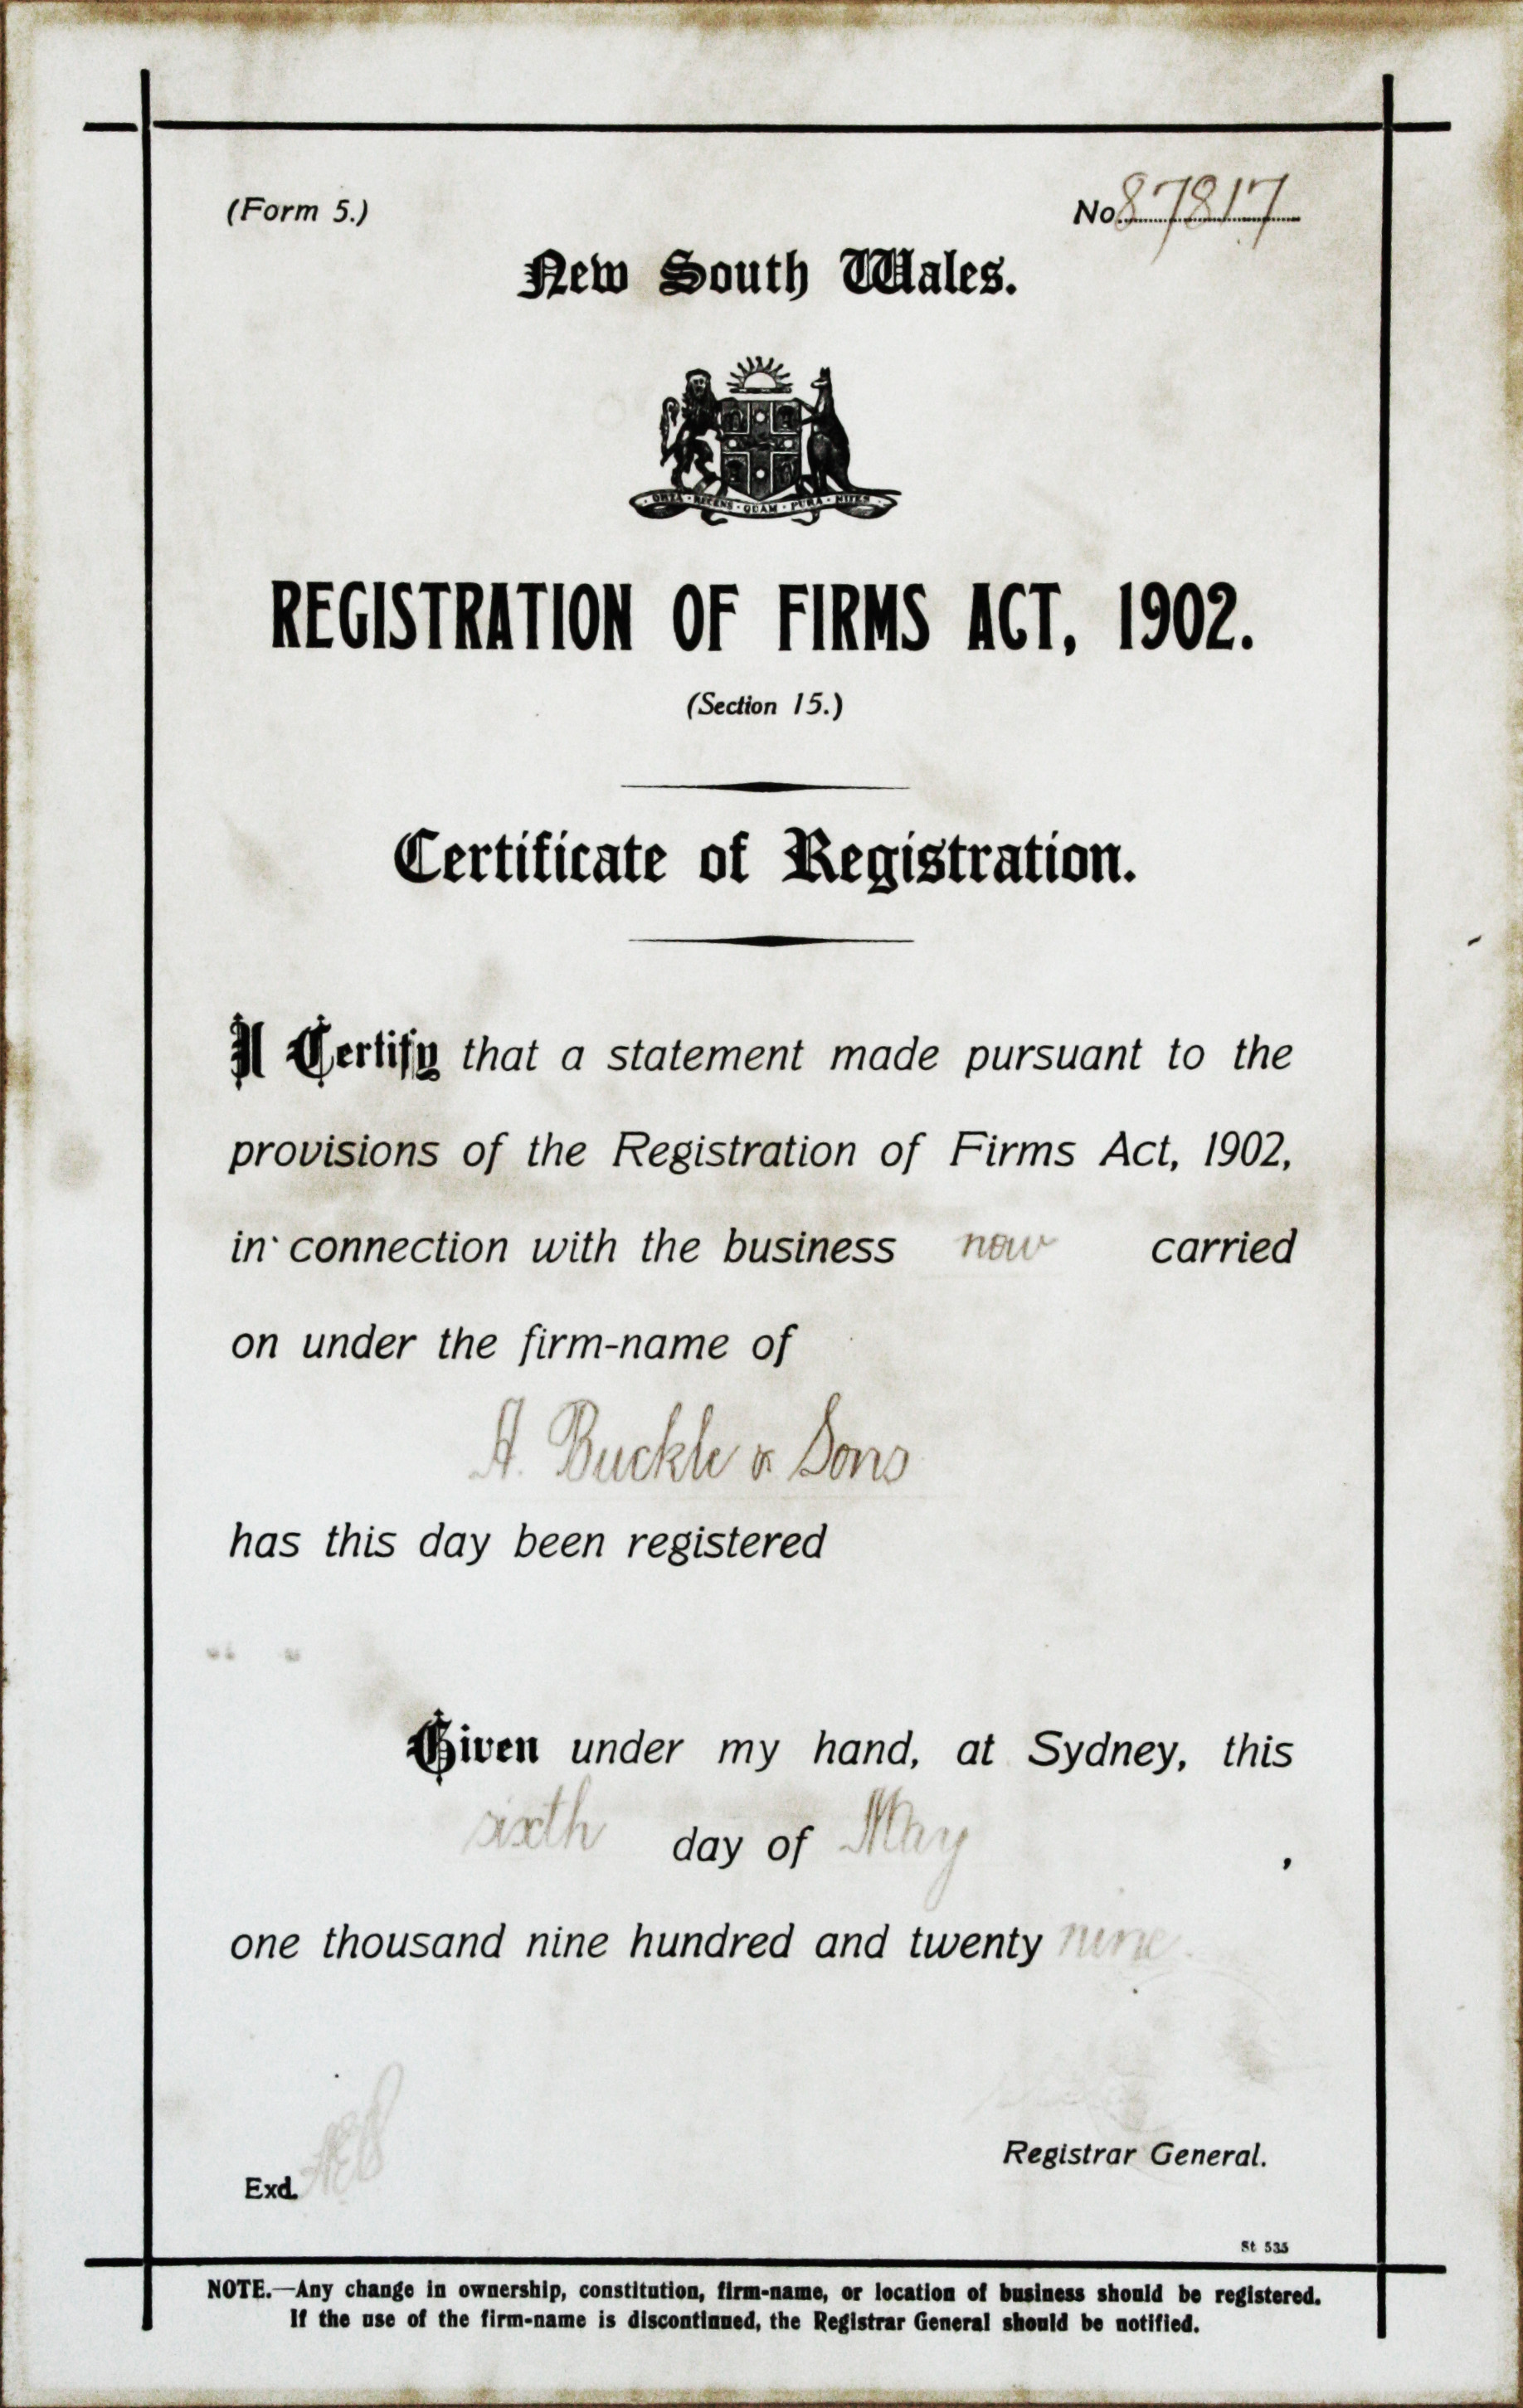 (Form 5.)
No 87817
New South Wales.
ORTA · RECENS · QUAM · PURA · NITES
REGISTRATION OF FIRMS ACT, 1902.
(Section 15.)
Certificate of Registration.
I Certify that a statement made pursuant to the
provisions of the Registration of Firms Act, 1902,
in connection with the business now carried
on under the firm-name of
A. Buckle & Sons
has this day been registered
Given under my hand, at Sydney, this
sixth day of May ,
one thousand nine hundred and twenty nine.
Registrar General.
Exd.
St 535
NOTE.—Any change in ownership, constitution, firm-name, or location of business should be registered.
If the use of the firm-name is discontinued, the Registrar General should be notified.